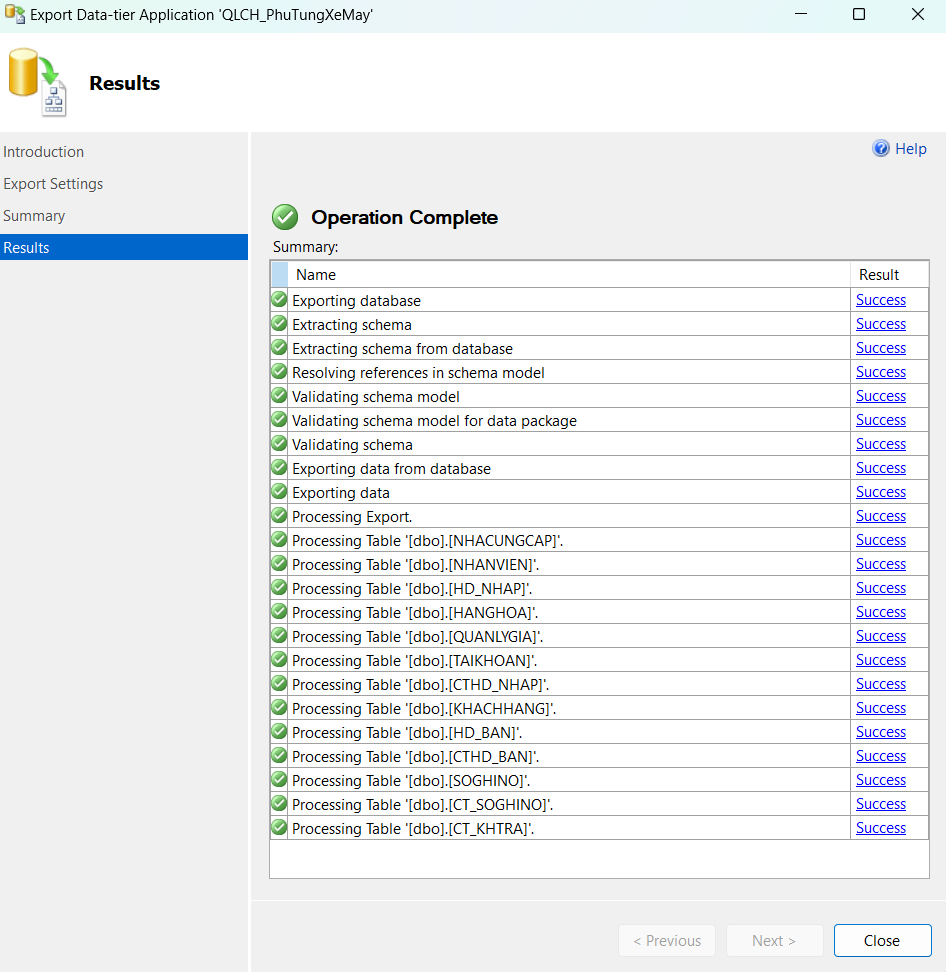 Export Data-tier Application 'QLCH_PhuTungXeMay'
Results
Introduction
Export Settings
Summary
Results
Help
Operation Complete
Summary:
Name Result
Exporting database Success
Extracting schema Success
Extracting schema from database Success
Resolving references in schema model Success
Validating schema model Success
Validating schema model for data package Success
Validating schema Success
Exporting data from database Success
Exporting data Success
Processing Export. Success
Processing Table '[dbo].[NHACUNGCAP]'. Success
Processing Table '[dbo].[NHANVIEN]'. Success
Processing Table '[dbo].[HD_NHAP]'. Success
Processing Table '[dbo].[HANGHOA]'. Success
Processing Table '[dbo].[QUANLYGIA]'. Success
Processing Table '[dbo].[TAIKHOAN]'. Success
Processing Table '[dbo].[CTHD_NHAP]'. Success
Processing Table '[dbo].[KHACHHANG]'. Success
Processing Table '[dbo].[HD_BAN]'. Success
Processing Table '[dbo].[CTHD_BAN]'. Success
Processing Table '[dbo].[SOGHINO]'. Success
Processing Table '[dbo].[CT_SOGHINO]'. Success
Processing Table '[dbo].[CT_KHTRA]'. Success
< Previous Next > Close